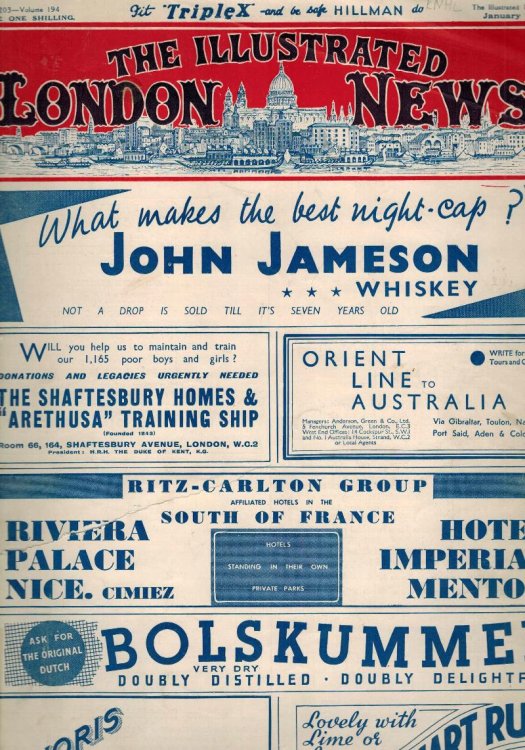 203—Volume 194
E ONE SHILLING.
Fit "TripleX" -and be safe HILLMAN do
The Illustrated
January
THE ILLUSTRATED
LONDON NEWS
What makes the best night-cap ?
JOHN JAMESON
★ ★ ★ WHISKEY
NOT A DROP IS SOLD TILL IT'S SEVEN YEARS OLD
WILL you help us to maintain and train
our 1,165 poor boys and girls ?
DONATIONS AND LEGACIES URGENTLY NEEDED
THE SHAFTESBURY HOMES &
"ARETHUSA" TRAINING SHIP
(Founded 1843)
Room 66, 164, SHAFTESBURY AVENUE, LONDON, W.C.2
President: H.R.H. THE DUKE OF KENT, K.G.
ORIENT
LINE TO
AUSTRALIA
Managers: Anderson, Green & Co., Ltd.
5 Fenchurch Avenue, London, E.C.3
West End Offices: 14 Cockspur St., S.W.1
and No. 1 Australia House, Strand, W.C.2
or Local Agents
WRITE for
Tours and C
Via Gibraltar, Toulon, Na
Port Said, Aden & Col
RITZ-CARLTON GROUP
AFFILIATED HOTELS IN THE
SOUTH OF FRANCE
RIVIERA
PALACE
NICE. CIMIEZ
HOTELS
STANDING IN THEIR OWN
PRIVATE PARKS
HOTE
IMPERIA
MENTO
ASK FOR
THE ORIGINAL
DUTCH
BOLSKUMME
VERY DRY
DOUBLY DISTILLED · DOUBLY DELIGHTF
ORIS
Lovely with
Lime or
ART RU